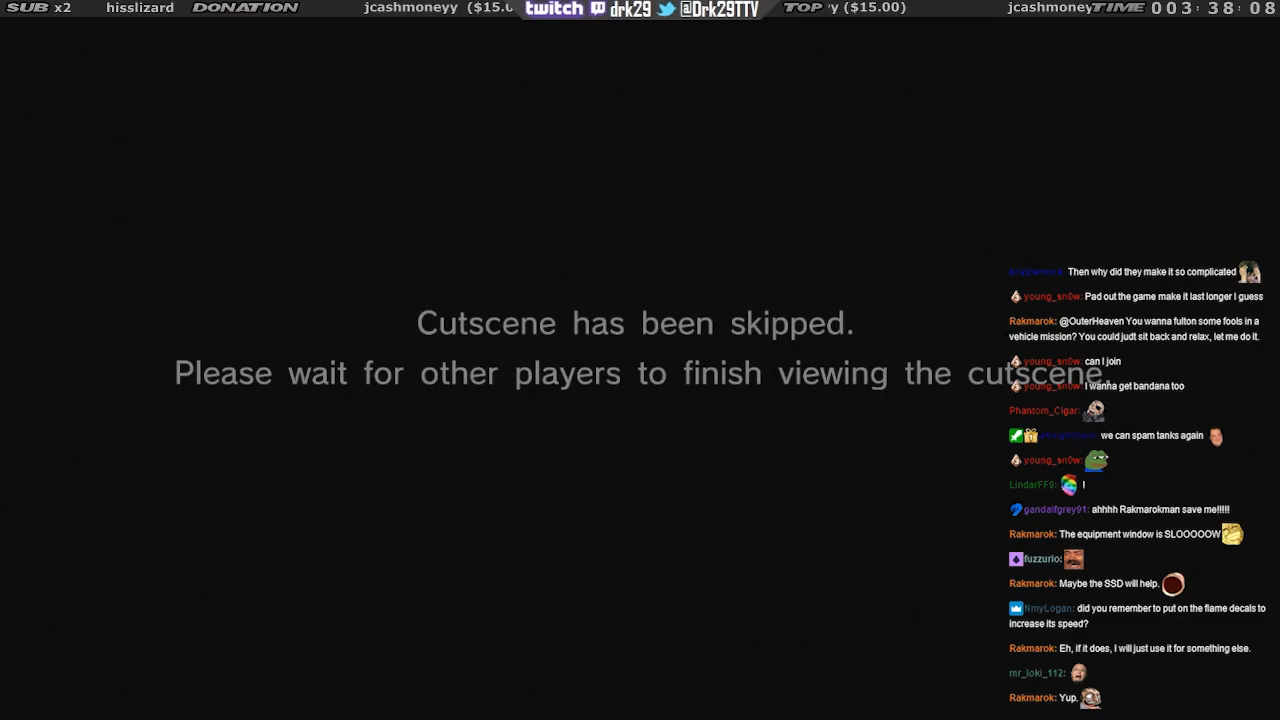 SUB x2 hisslizard DONATION jcashmoneyy ($15.0 twitch drk29 @Drk29TTV TOP y ($15.00) jcashmoney TIME 003:38:08
Cutscene has been skipped.
Please wait for other players to finish viewing the cutscene.
Then why did they make it so complicated
young_sn0w: Pad out the game make it last longer I guess
Rakmarok: @OuterHeaven You wanna fulton some fools in a
vehicle mission? You could judt sit back and relax, let me do it.
young_sn0w: can I join
young_sn0w: I wanna get bandana too
Phantom_Cigar:
we can spam tanks again
young_sn0w:
LindarFF9: !
gandalfgrey91: ahhhh Rakmarokman save me!!!!!
Rakmarok: The equipment window is SLOOOOOW
fuzzurio:
Rakmarok: Maybe the SSD will help.
NmyLogan: did you remember to put on the flame decals to
increase its speed?
Rakmarok: Eh, if it does, I will just use it for something else.
mr_loki_112:
Rakmarok: Yup.